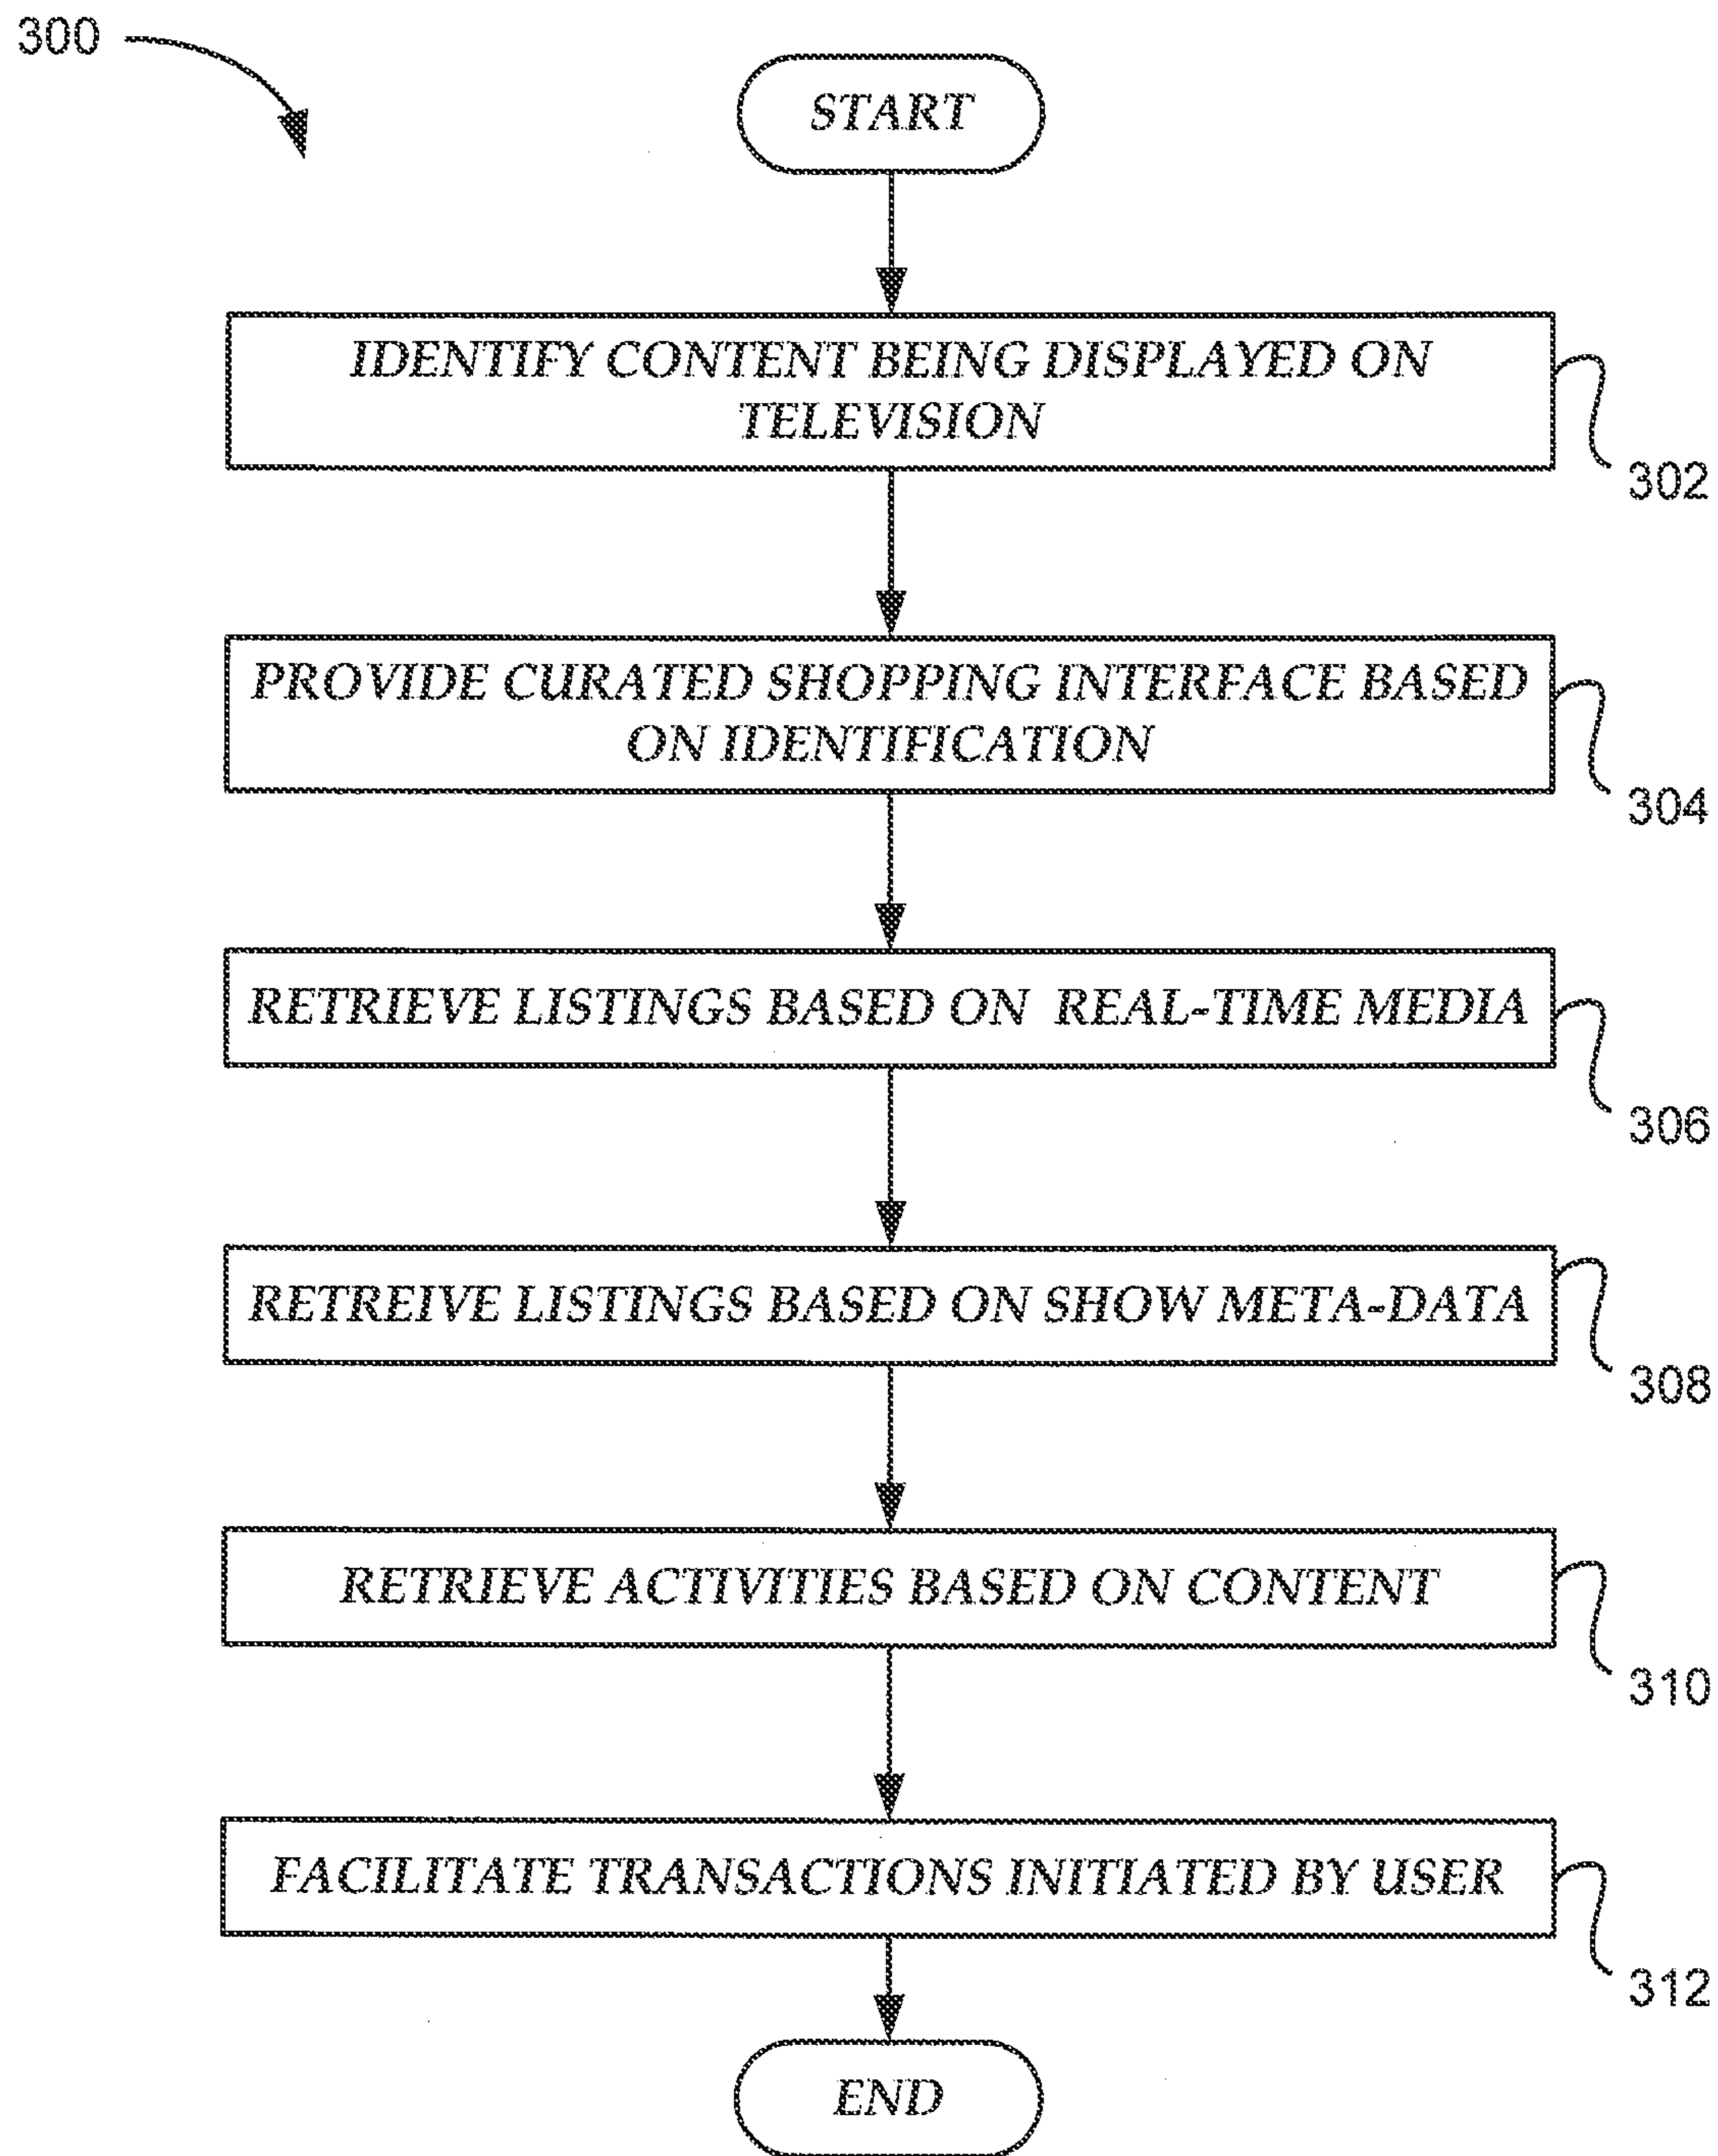 300
START
IDENTIFY CONTENT BEING DISPLAYED ON
TELEVISION
302
PROVIDE CURATED SHOPPING INTERFACE BASED
ON IDENTIFICATION
304
RETRIEVE LISTINGS BASED ON REAL-TIME MEDIA
306
RETREIVE LISTINGS BASED ON SHOW META-DATA
308
RETRIEVE ACTIVITIES BASED ON CONTENT
310
FACILITATE TRANSACTIONS INITIATED BY USER
312
END